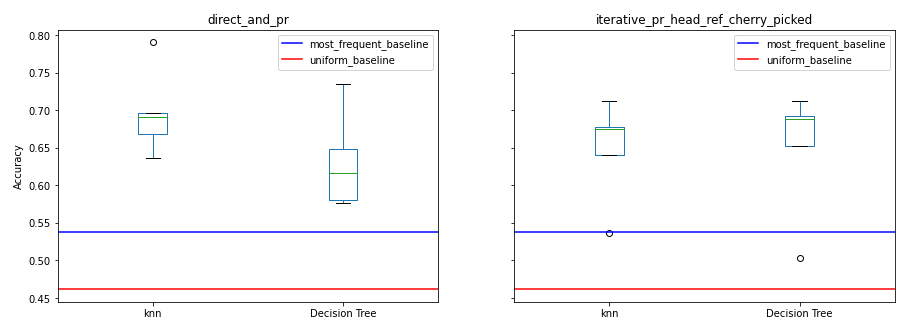 direct_and_pr
iterative_pr_head_ref_cherry_picked
Accuracy
0.80
0.75
0.70
0.65
0.60
0.55
0.50
0.45
most_frequent_baseline
uniform_baseline
most_frequent_baseline
uniform_baseline
knn
Decision Tree
knn
Decision Tree